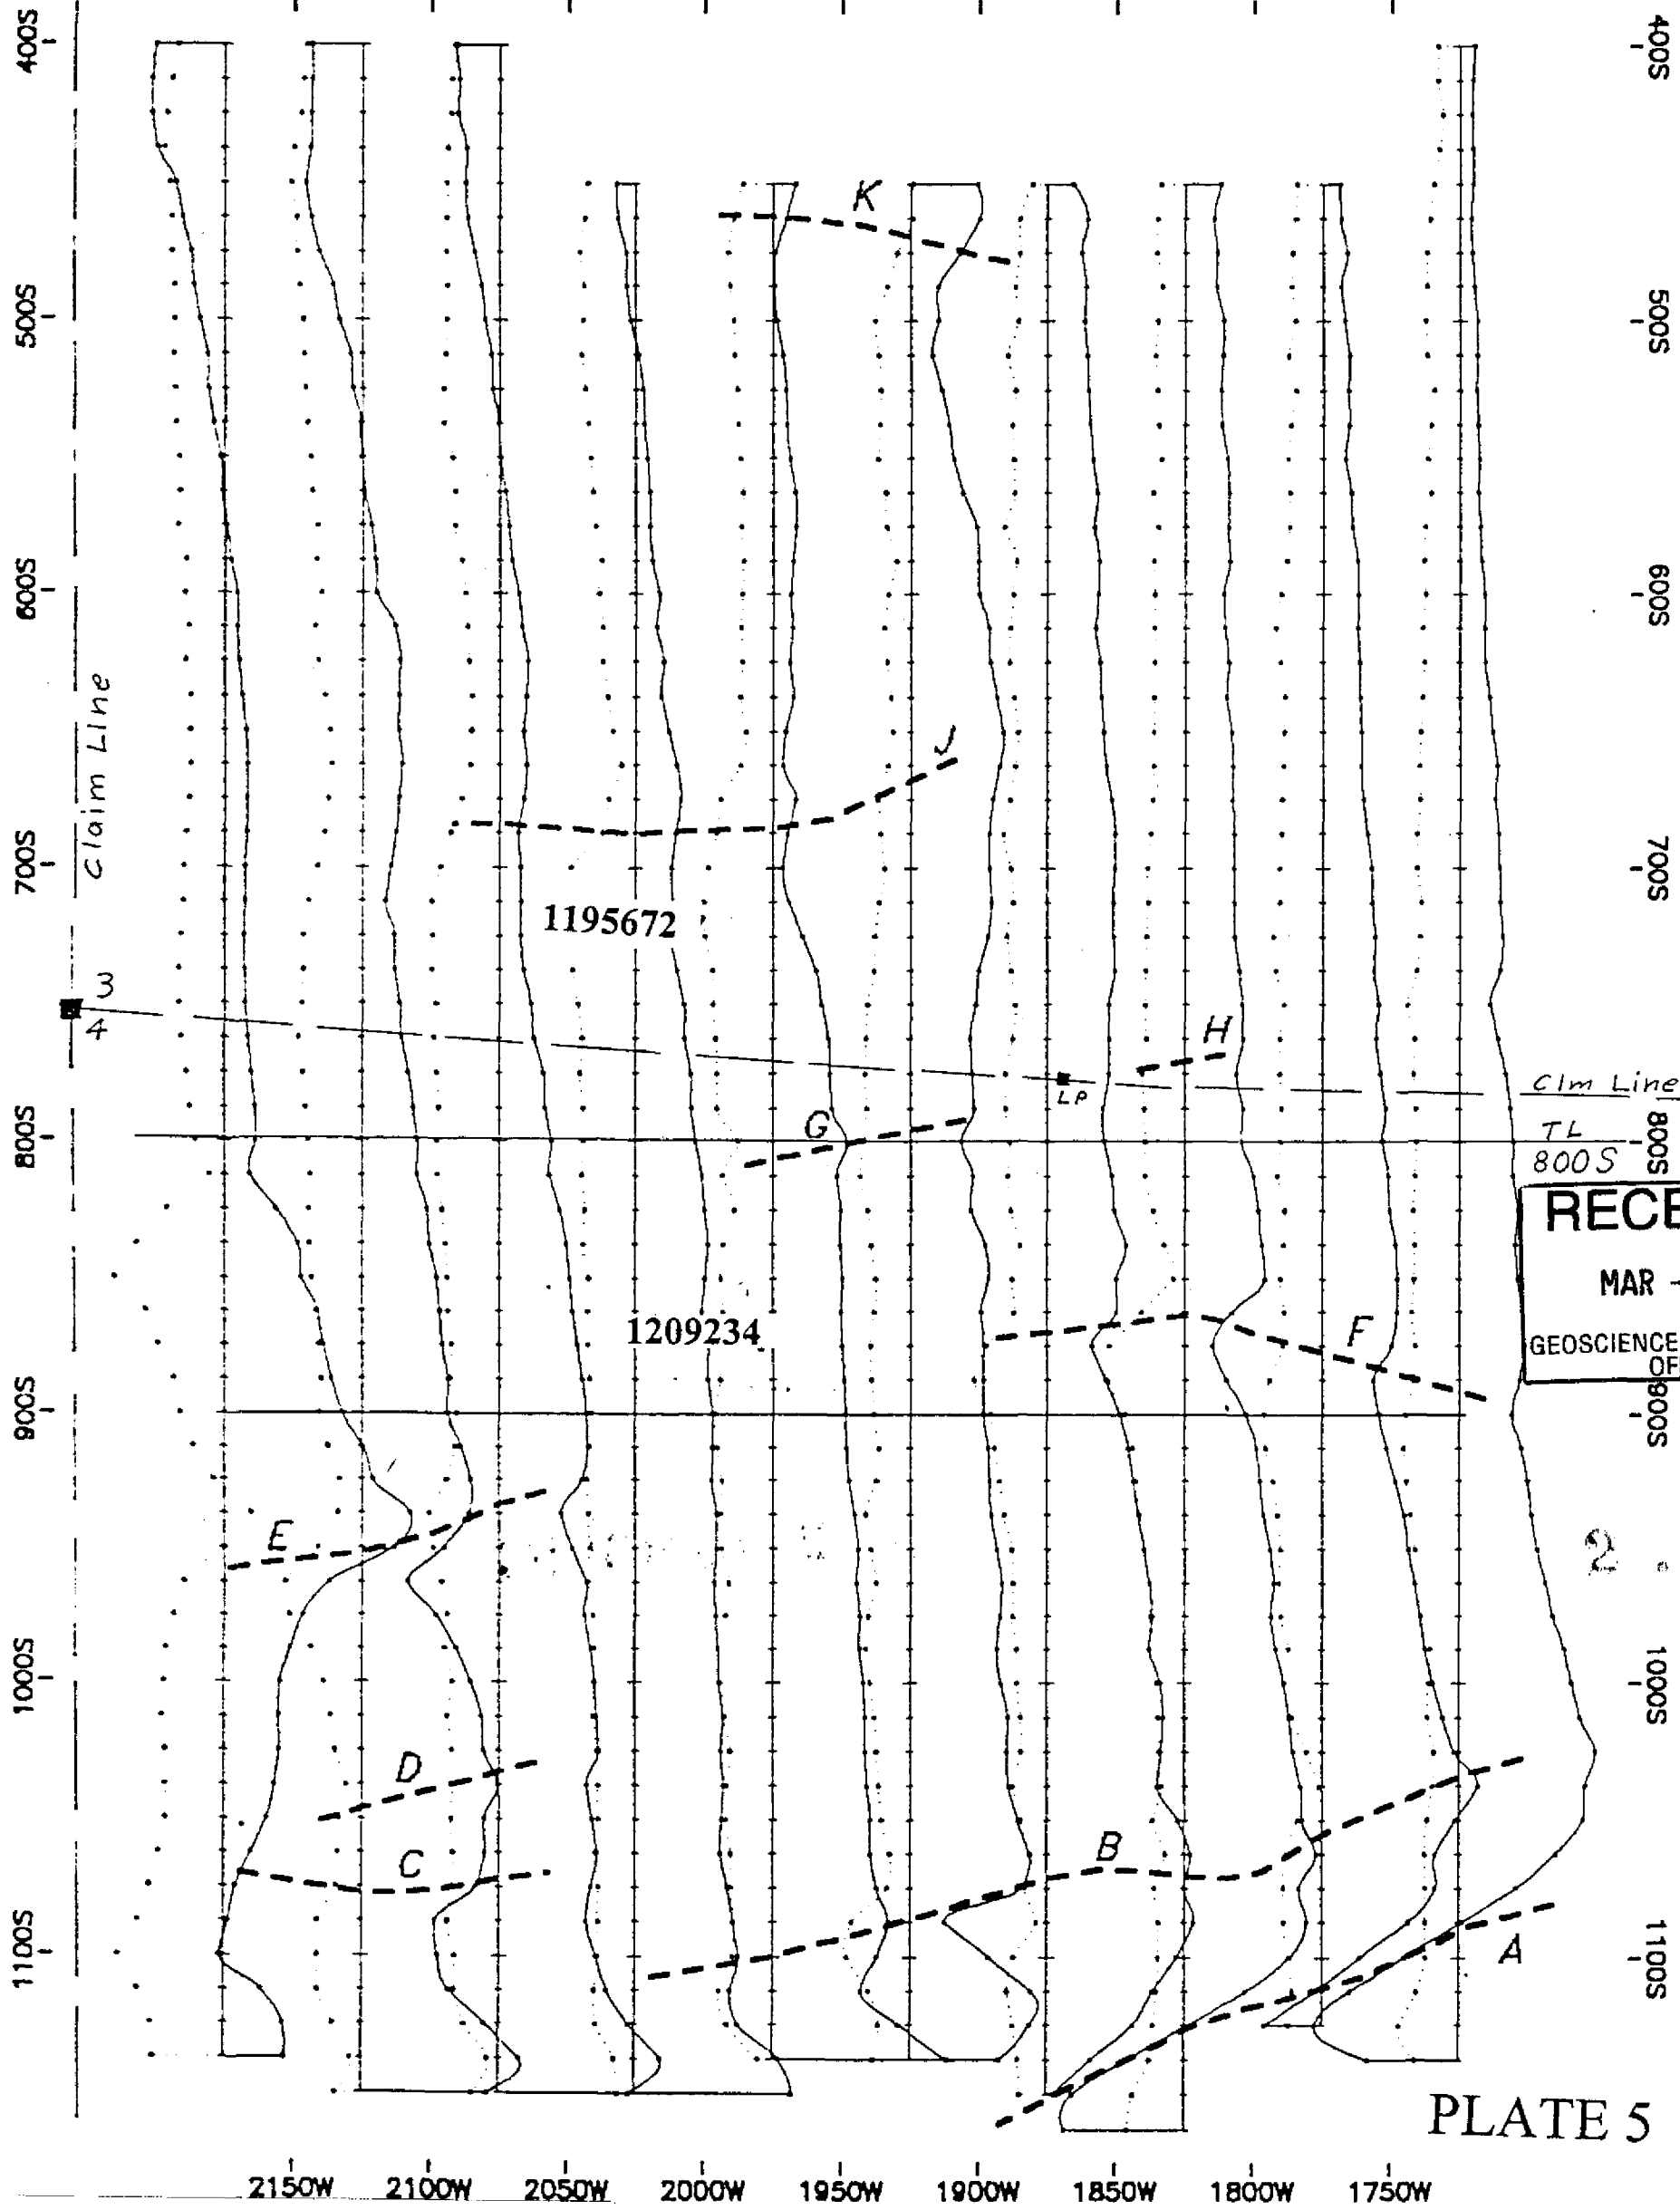 400S
400S
K
500S
500S
600S
600S
Claim Line
J
700S
700S
1195672
3
4
H
LP
Clm Line
G
800S
TL
800S
800S
RECE
MAR -
1209234
F
GEOSCIENCE
OF
900S
900S
E
2
1000S
1000S
D
C
B
1100S
A
1100S
PLATE 5
2150W 2100W 2050W 2000W 1950W 1900W 1850W 1800W 1750W